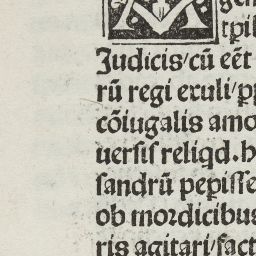 gen
tpil
Judicis/cū eēt
rū regi exuli/pp
cōiugalis amo
uersis reliqd. h
sandrū pepisse
ob mordicibus
ris agitari/fact